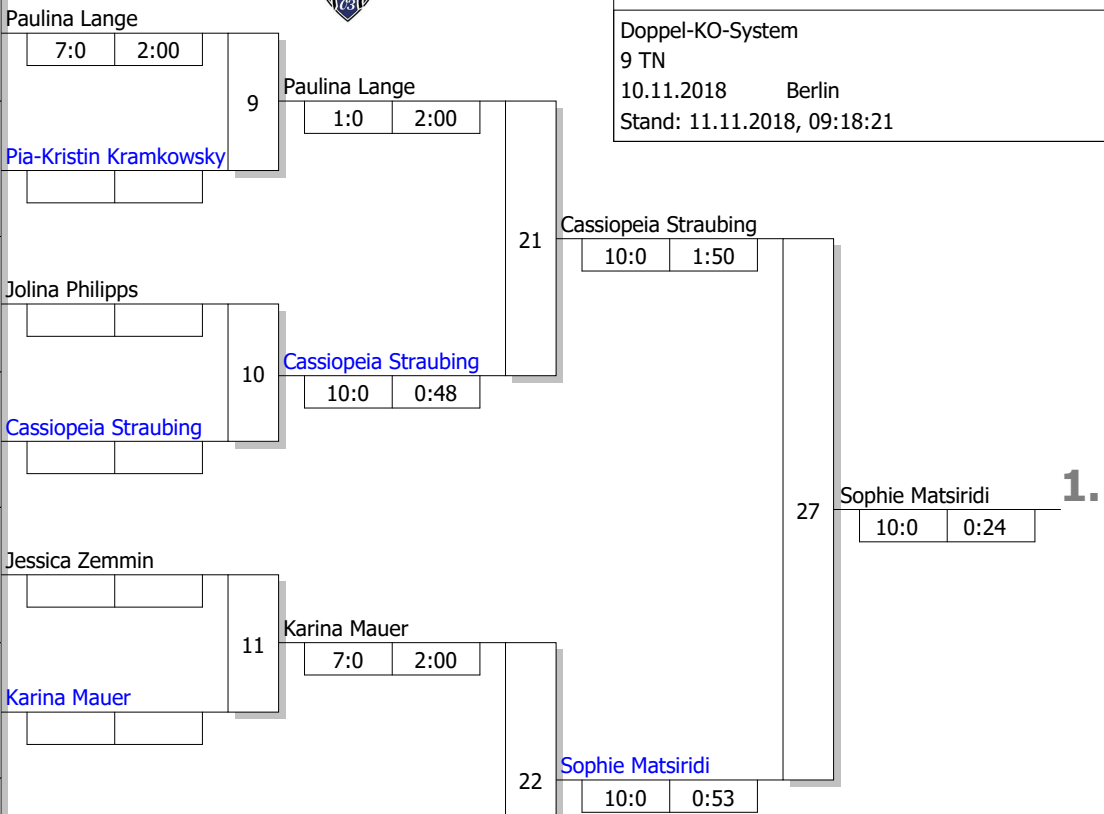 Paulina Lange
7:0 2:00
Doppel-KO-System
9 TN
10.11.2018 Berlin
Stand: 11.11.2018, 09:18:21
9
Paulina Lange
1:0 2:00
Pia-Kristin Kramkowsky
21
Cassiopeia Straubing
10:0 1:50
Jolina Philipps
10
Cassiopeia Straubing
10:0 0:48
Cassiopeia Straubing
27
Sophie Matsiridi
10:0 0:24
1.
Jessica Zemmin
11
Karina Mauer
7:0 2:00
Karina Mauer
22
Sophie Matsiridi
10:0 0:53